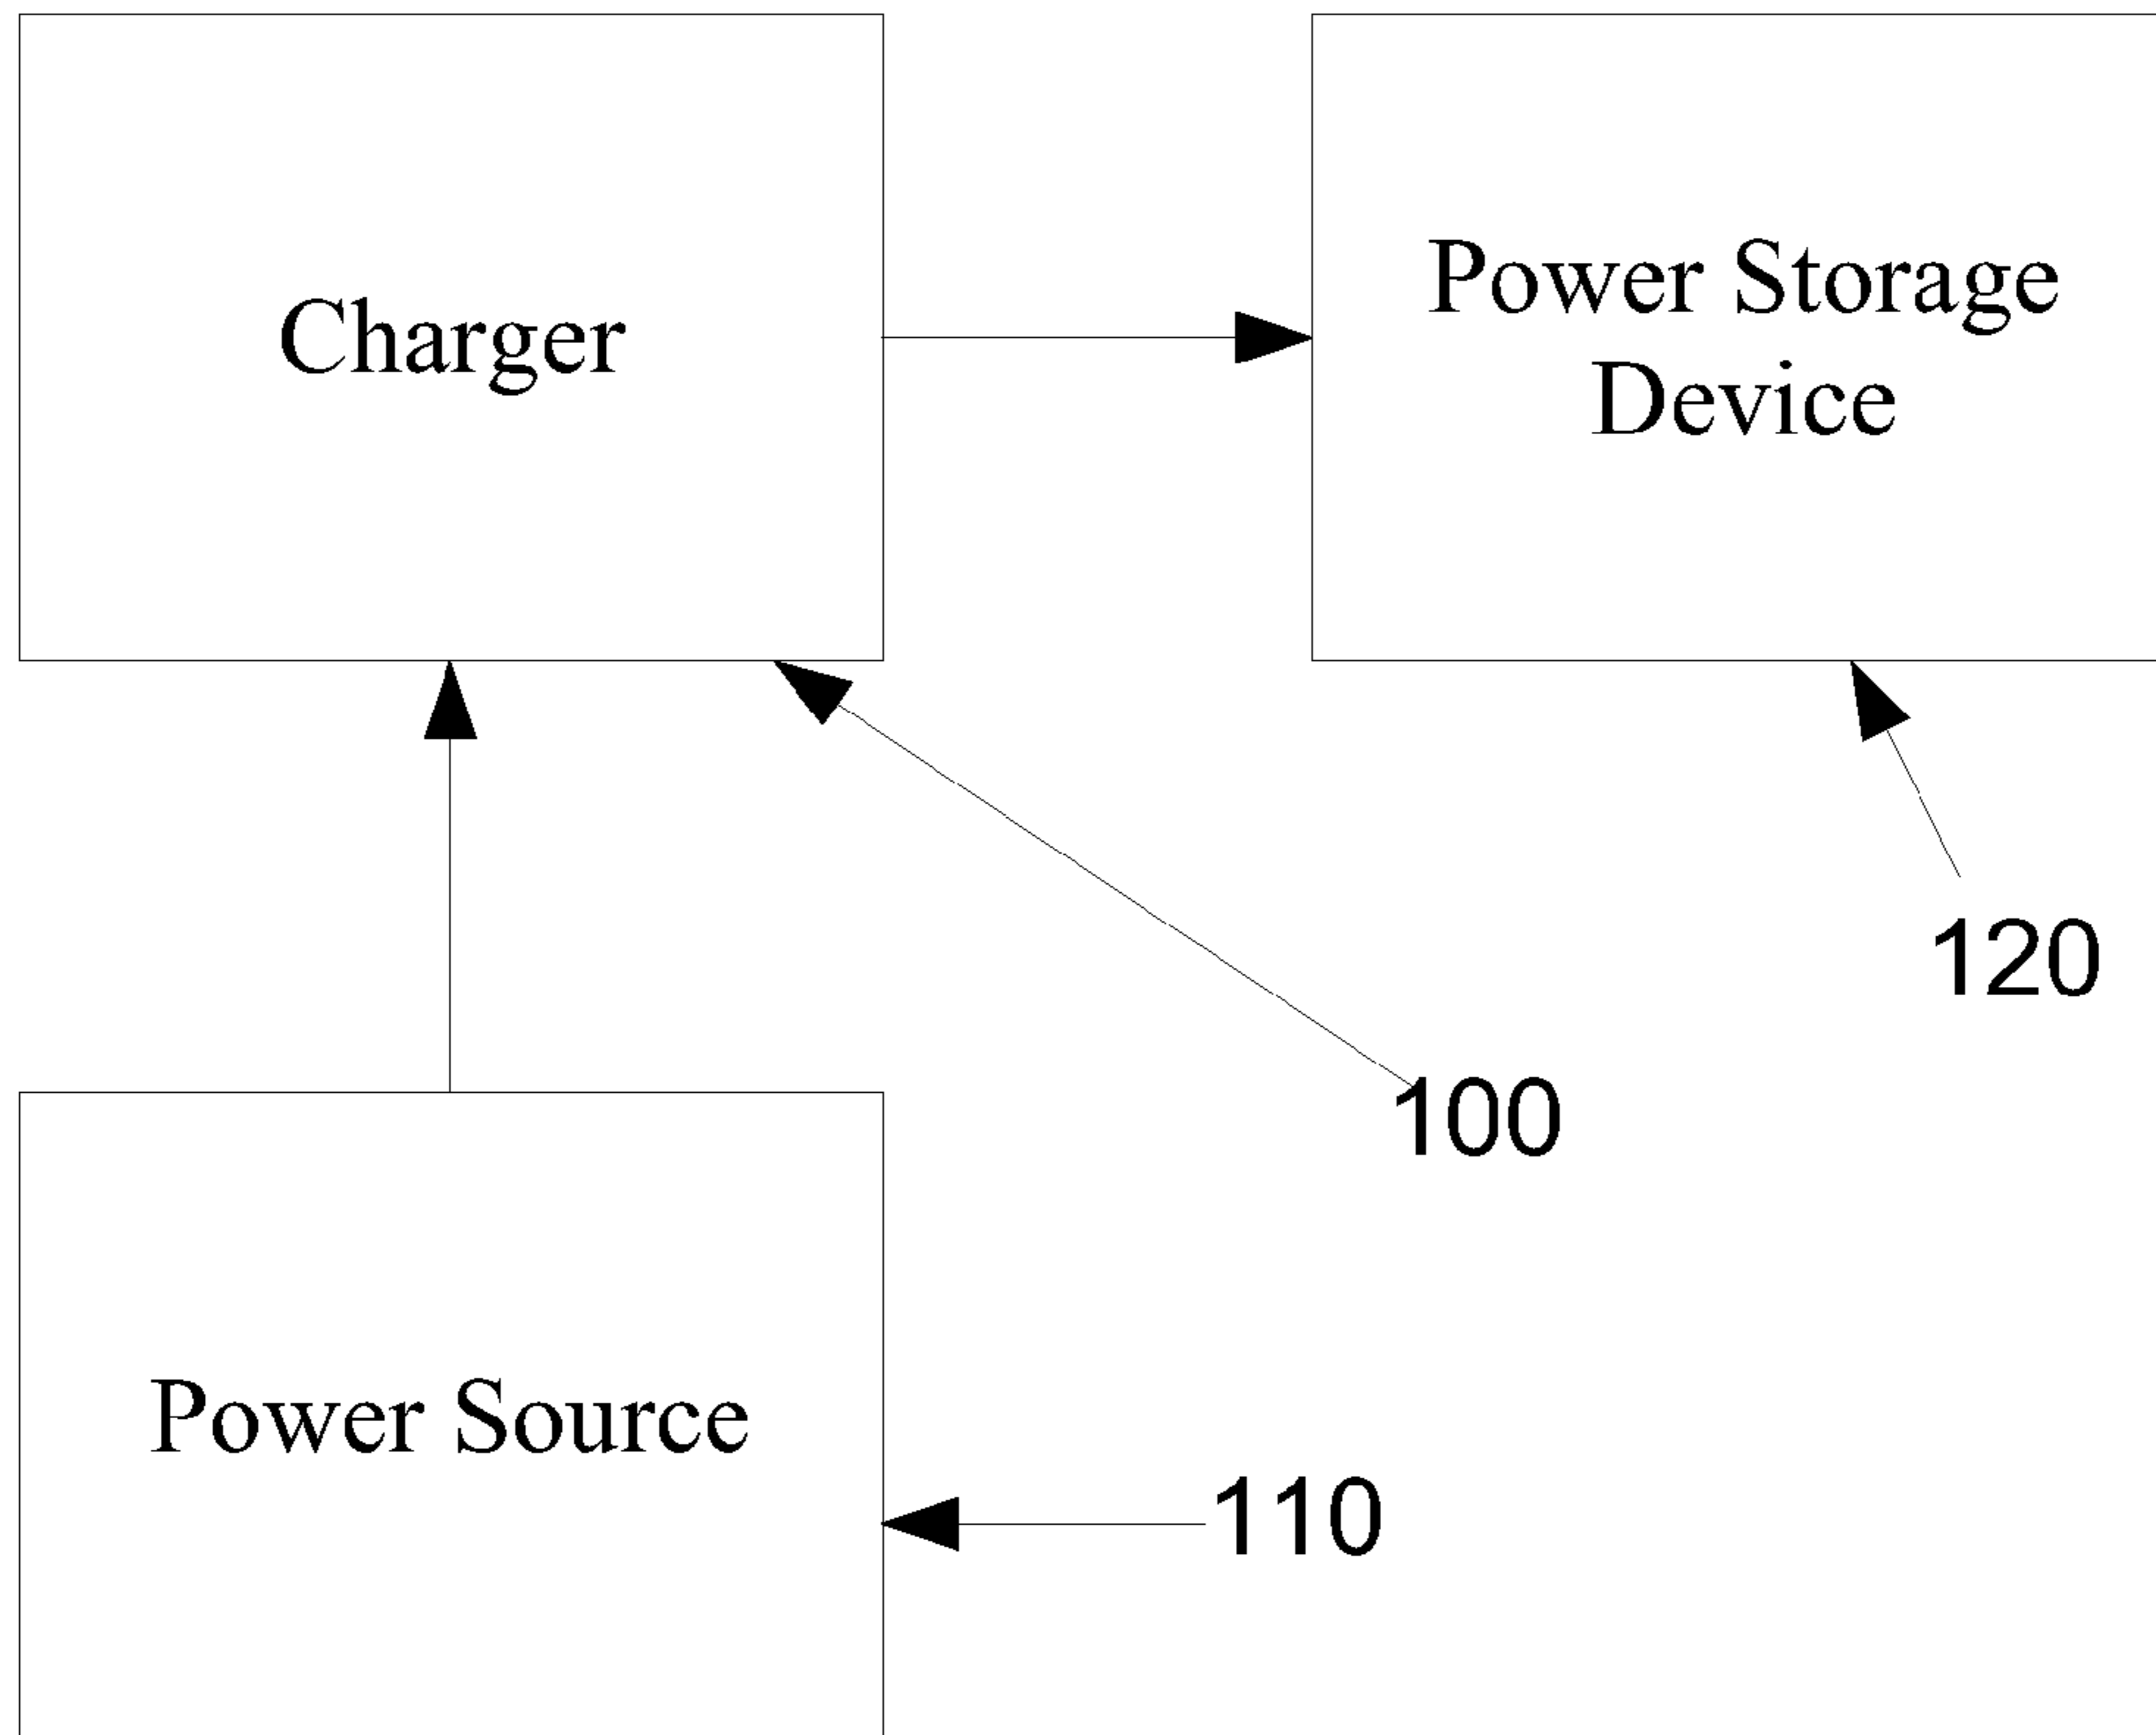 Charger
Power Storage
Device
120
100
Power Source
110